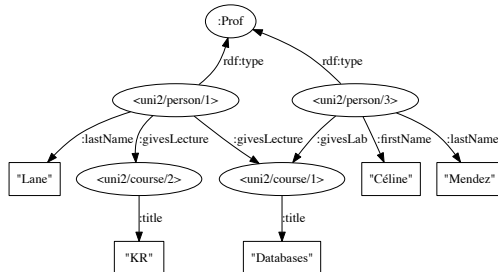 :Prof
rdf:type rdf:type
<uni2/person/1> <uni2/person/3>
:lastName :givesLecture :givesLecture :givesLab :firstName :lastName
"Lane" <uni2/course/2> <uni2/course/1> "Céline" "Mendez"
:title :title
"KR" "Databases"